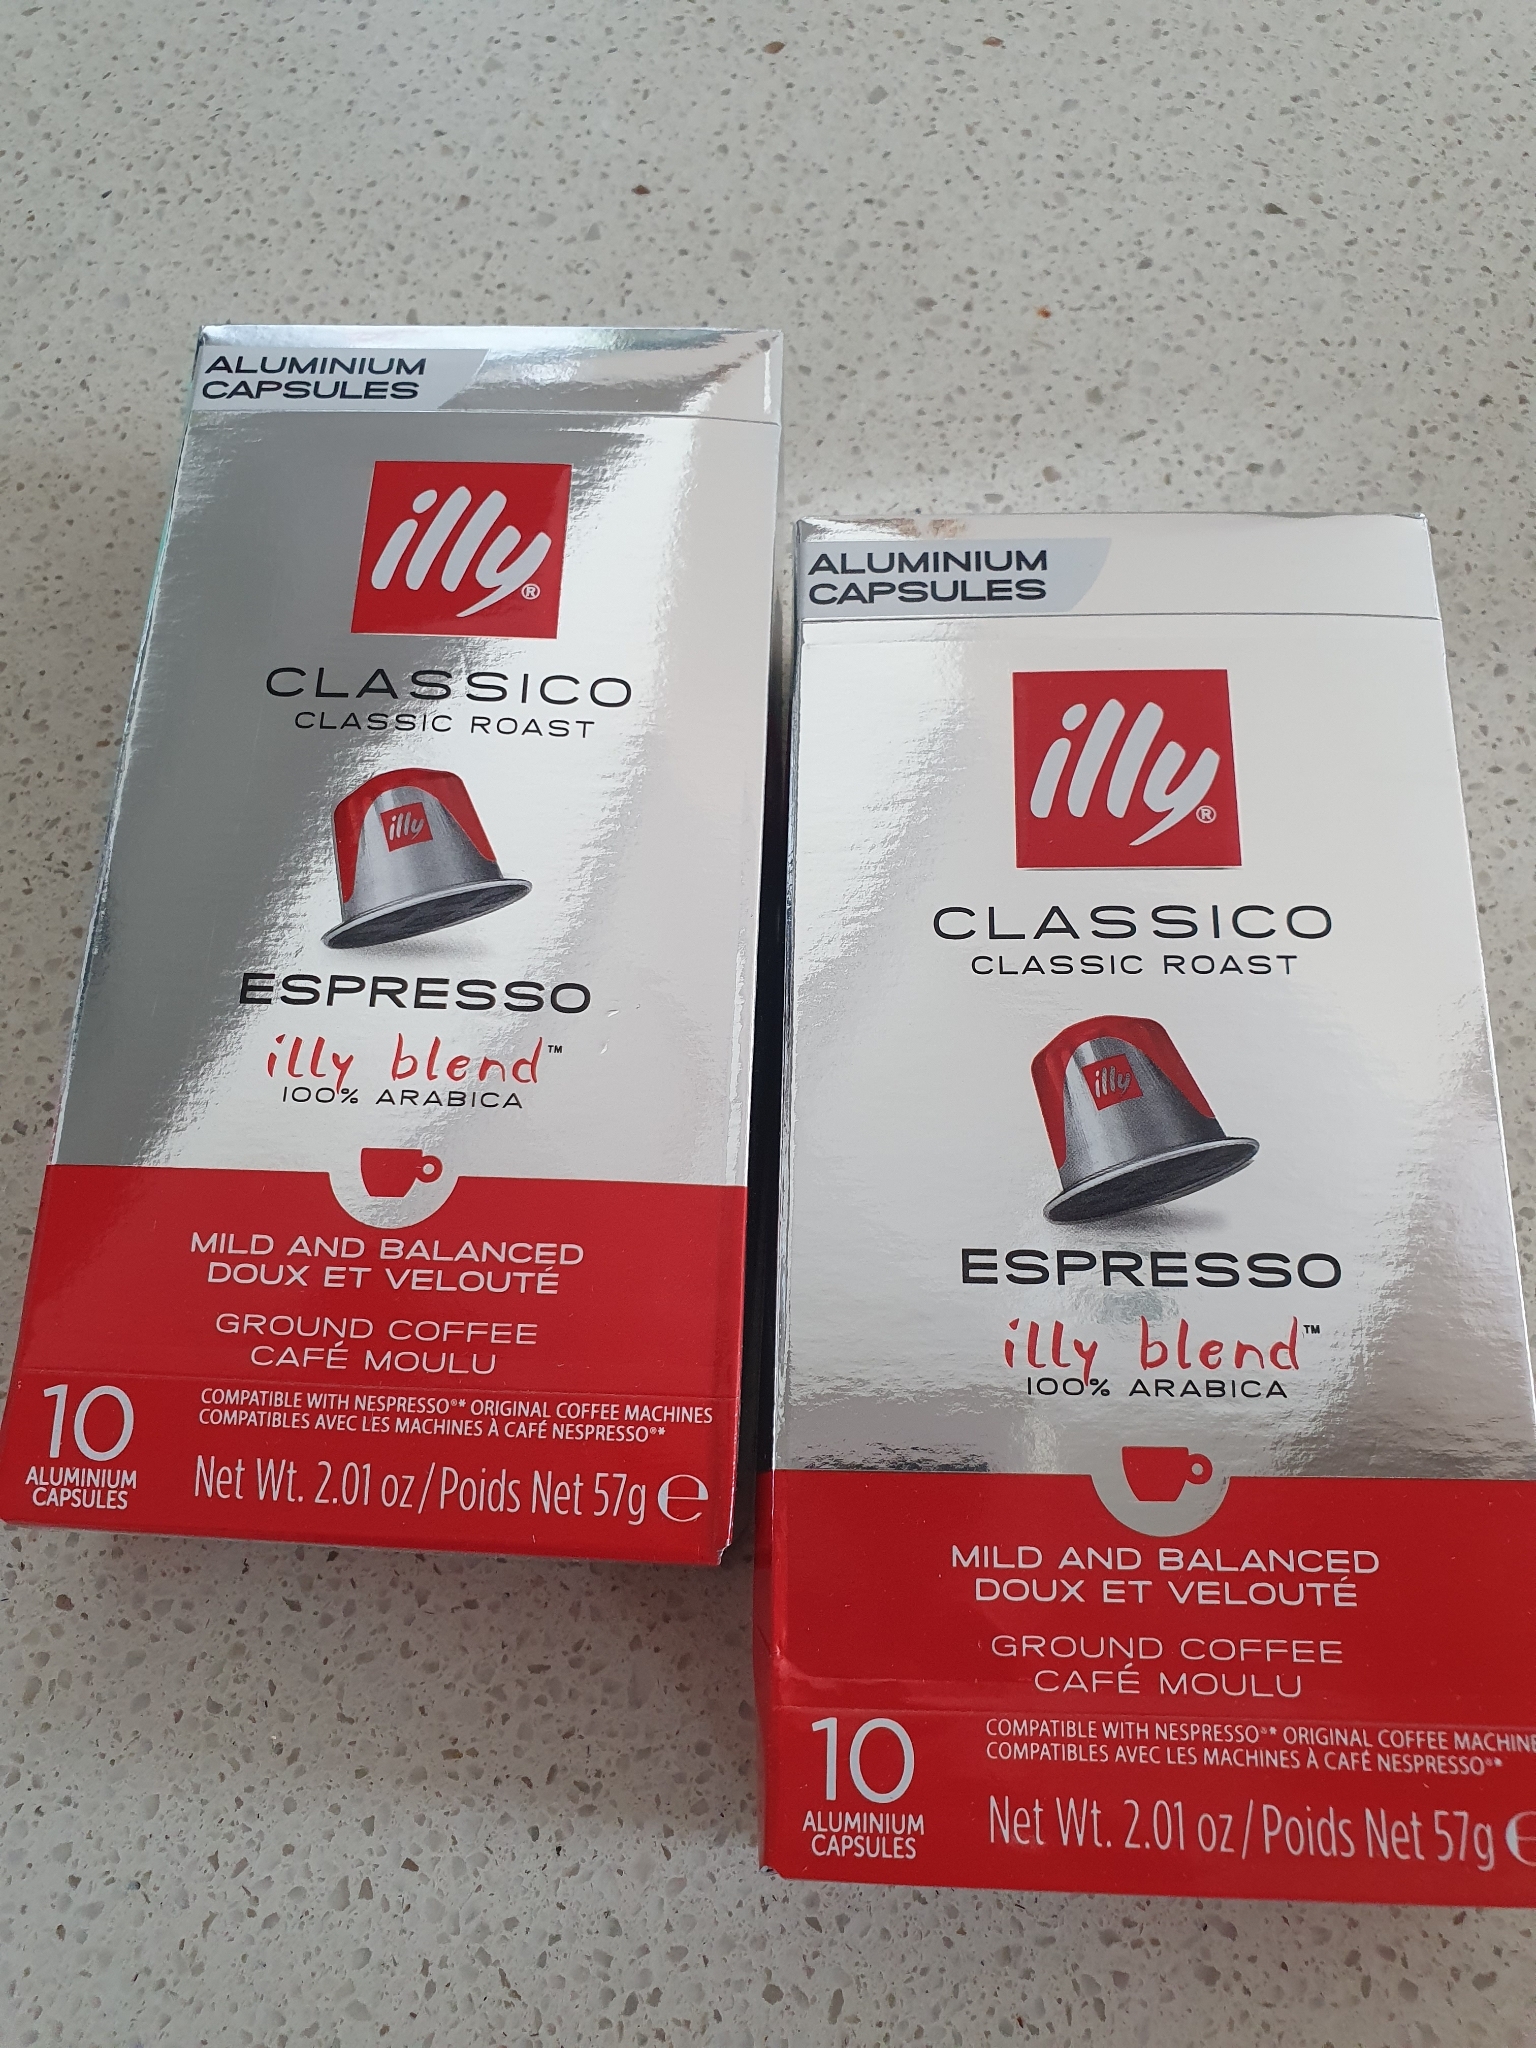 ALUMINIUM
CAPSULES
illy®
CLASSICO
CLASSIC ROAST
illy
ESPRESSO
illy blend™
100% ARABICA
MILD AND BALANCED
DOUX ET VELOUTÉ
GROUND COFFEE
CAFÉ MOULU
10
ALUMINIUM
CAPSULES
COMPATIBLE WITH NESPRESSO®* ORIGINAL COFFEE MACHINES
COMPATIBLES AVEC LES MACHINES À CAFÉ NESPRESSO®*
Net Wt. 2.01 oz/Poids Net 57g ℮
ALUMINIUM
CAPSULES
illy®
CLASSICO
CLASSIC ROAST
illy
ESPRESSO
illy blend™
100% ARABICA
MILD AND BALANCED
DOUX ET VELOUTÉ
GROUND COFFEE
CAFÉ MOULU
10
ALUMINIUM
CAPSULES
COMPATIBLE WITH NESPRESSO®* ORIGINAL COFFEE MACHINE
COMPATIBLES AVEC LES MACHINES À CAFÉ NESPRESSO®*
Net Wt. 2.01 oz/Poids Net 57g ℮